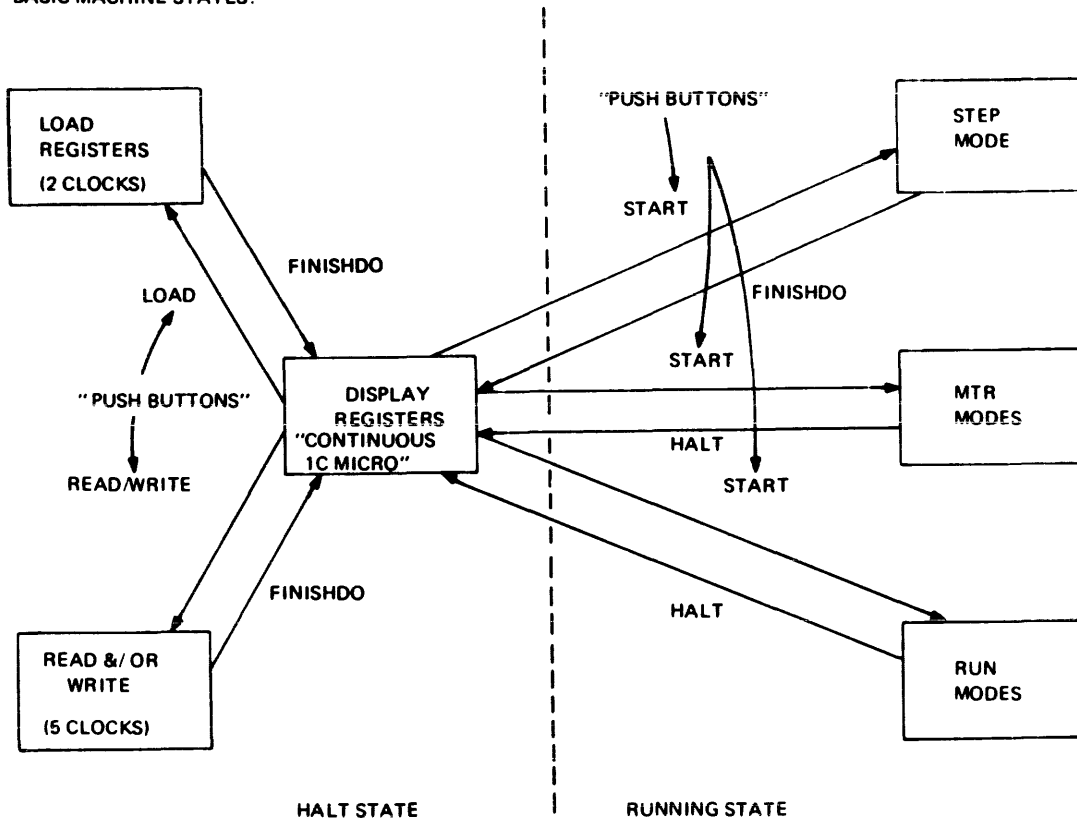 BASIC MACHINE STATES:
LOAD
REGISTERS
(2 CLOCKS)
"PUSH BUTTONS"
START
STEP
MODE
FINISHDO
LOAD
"PUSH BUTTONS"
READ/WRITE
DISPLAY
REGISTERS
"CONTINUOUS
1C MICRO"
FINISHDO
START
MTR
MODES
HALT
START
FINISHDO
HALT
READ &/OR
WRITE
(5 CLOCKS)
RUN
MODES
HALT STATE
RUNNING STATE